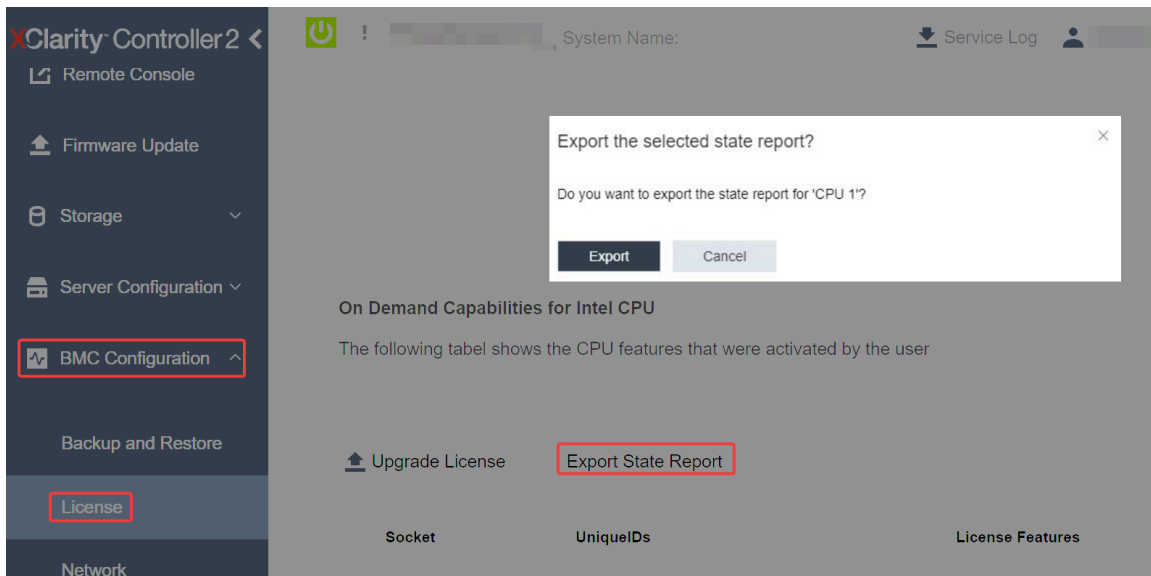 XClarity Controller 2
System Name:
Service Log
Remote Console
Firmware Update
Storage
Server Configuration
BMC Configuration
Backup and Restore
License
Network
Export the selected state report?
Do you want to export the state report for 'CPU 1'?
Export
Cancel
On Demand Capabilities for Intel CPU
The following tabel shows the CPU features that were activated by the user
Upgrade License
Export State Report
Socket
UniqueIDs
License Features